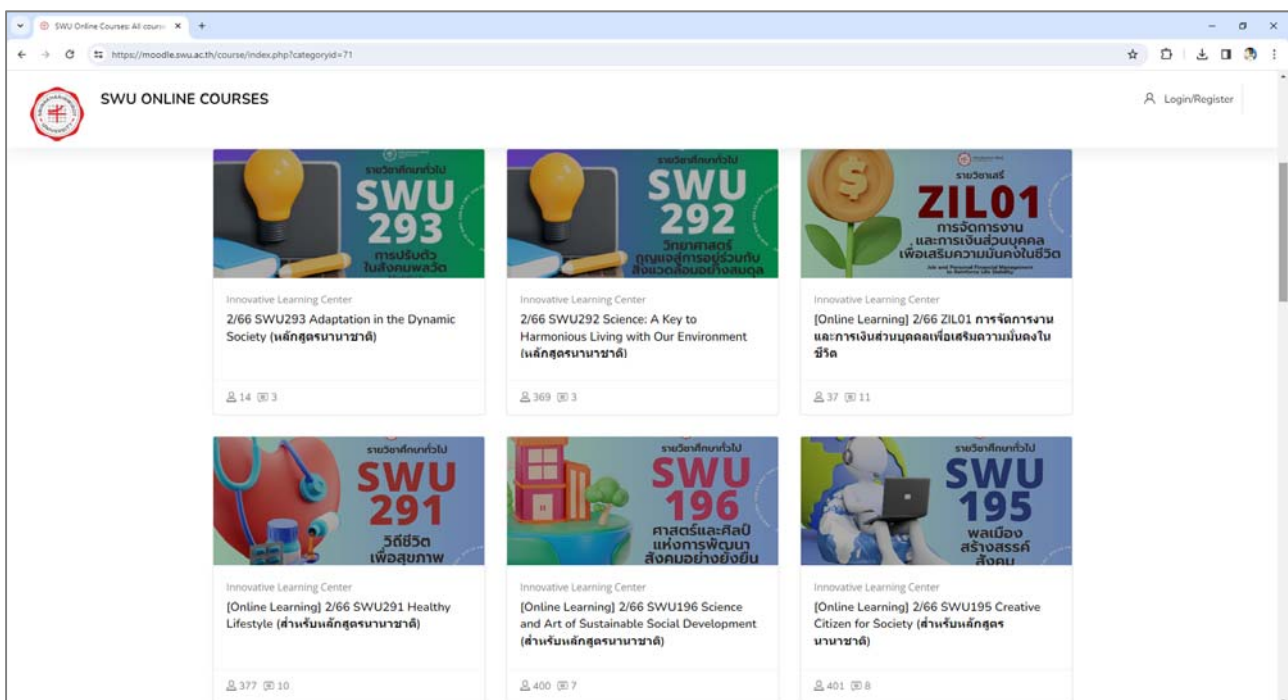 SWU Online Courses: All cours
https://moodle.swu.ac.th/course/index.php?categoryid=71
SWU ONLINE COURSES
Login/Register
รายวิชาศึกษาทั่วไป
SWU
293
การปรับตัว
ในสังคมพลวัต
Innovative Learning Center
2/66 SWU293 Adaptation in the Dynamic
Society (หลักสูตรนานาชาติ)
14 3
รายวิชาศึกษาทั่วไป
SWU
292
วิทยาศาสตร์
กุญแจสู่การอยู่ร่วมกับ
สิ่งแวดล้อมอย่างสมดุล
Innovative Learning Center
2/66 SWU292 Science: A Key to
Harmonious Living with Our Environment
(หลักสูตรนานาชาติ)
369 3
รายวิชาเสรี
ZIL01
การจัดการงาน
และการเงินส่วนบุคคล
เพื่อเสริมความมั่นคงในชีวิต
Job and Personal Financial Management
to Reinforce Life Stability
Innovative Learning Center
[Online Learning] 2/66 ZIL01 การจัดการงาน
และการเงินส่วนบุคคลเพื่อเสริมความมั่นคงใน
ชีวิต
37 11
รายวิชาศึกษาทั่วไป
SWU
291
วิถีชีวิต
เพื่อสุขภาพ
Innovative Learning Center
[Online Learning] 2/66 SWU291 Healthy
Lifestyle (สำหรับหลักสูตรนานาชาติ)
377 10
รายวิชาศึกษาทั่วไป
SWU
196
ศาสตร์และศิลป์
แห่งการพัฒนา
สังคมอย่างยั่งยืน
Innovative Learning Center
[Online Learning] 2/66 SWU196 Science
and Art of Sustainable Social Development
(สำหรับหลักสูตรนานาชาติ)
400 7
รายวิชาศึกษาทั่วไป
SWU
195
พลเมือง
สร้างสรรค์
สังคม
Innovative Learning Center
[Online Learning] 2/66 SWU195 Creative
Citizen for Society (สำหรับหลักสูตร
นานาชาติ)
401 8